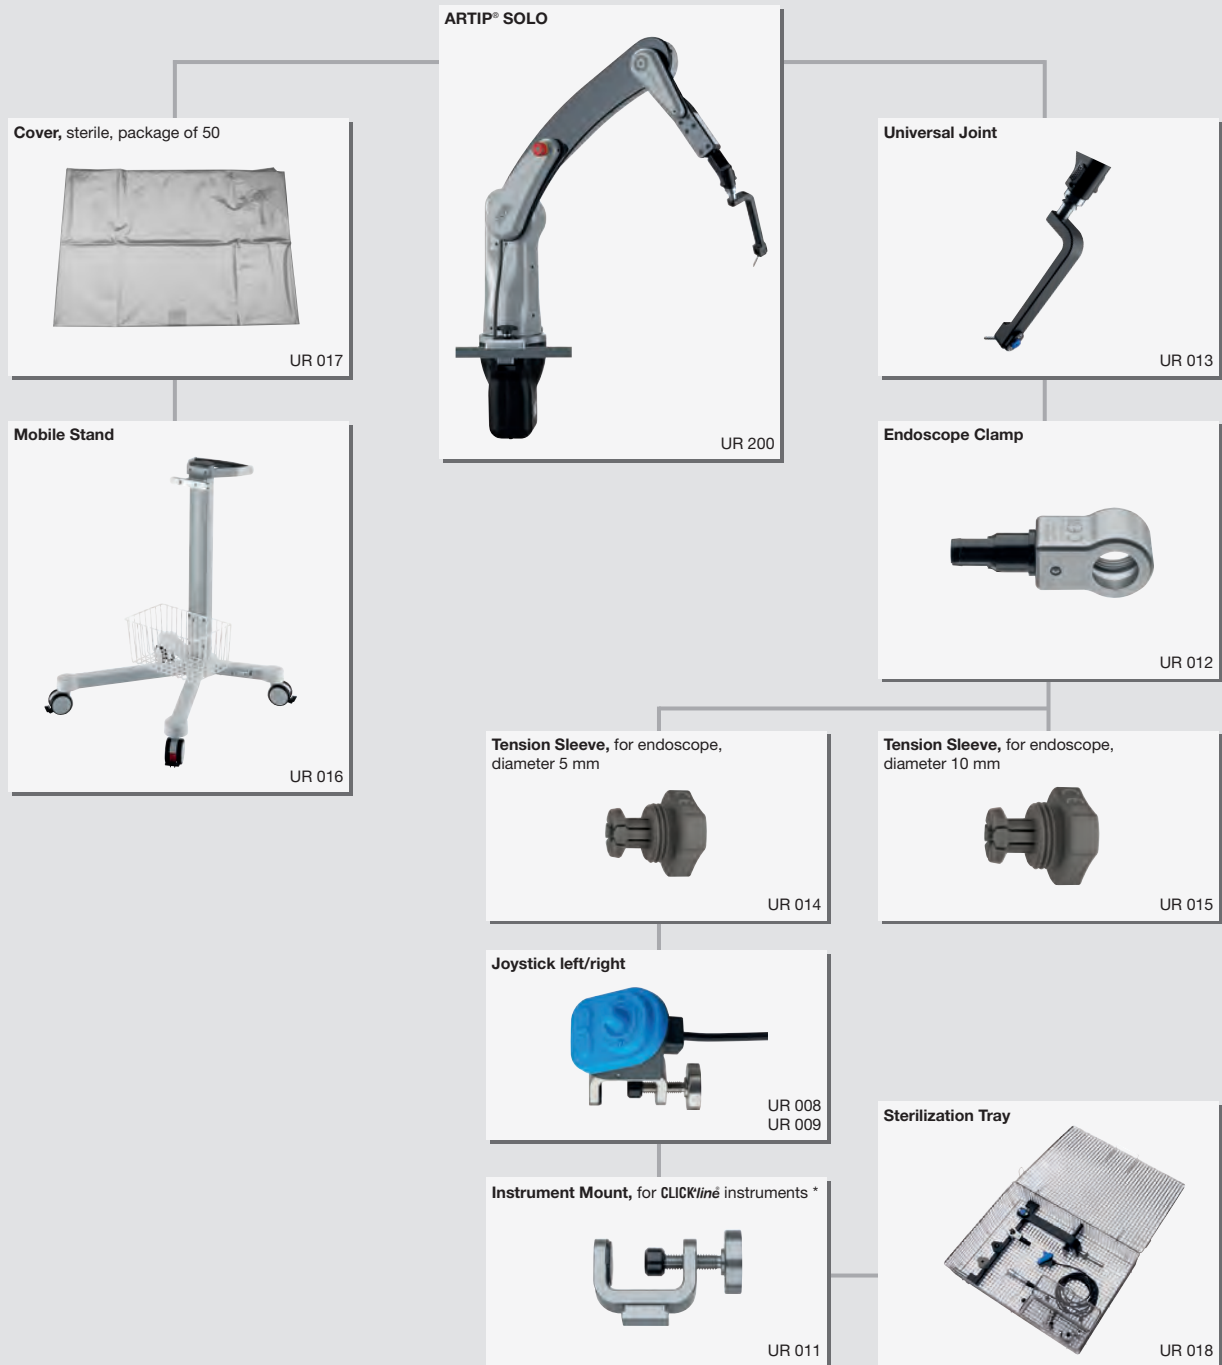 ARTIP® SOLO
UR 200
Cover, sterile, package of 50
UR 017
Universal Joint
UR 013
Mobile Stand
UR 016
Endoscope Clamp
UR 012
Tension Sleeve, for endoscope,
diameter 5 mm
UR 014
Tension Sleeve, for endoscope,
diameter 10 mm
UR 015
Joystick left/right
UR 008
UR 009
Instrument Mount, for CLICK'line® instruments *
UR 011
Sterilization Tray
UR 018